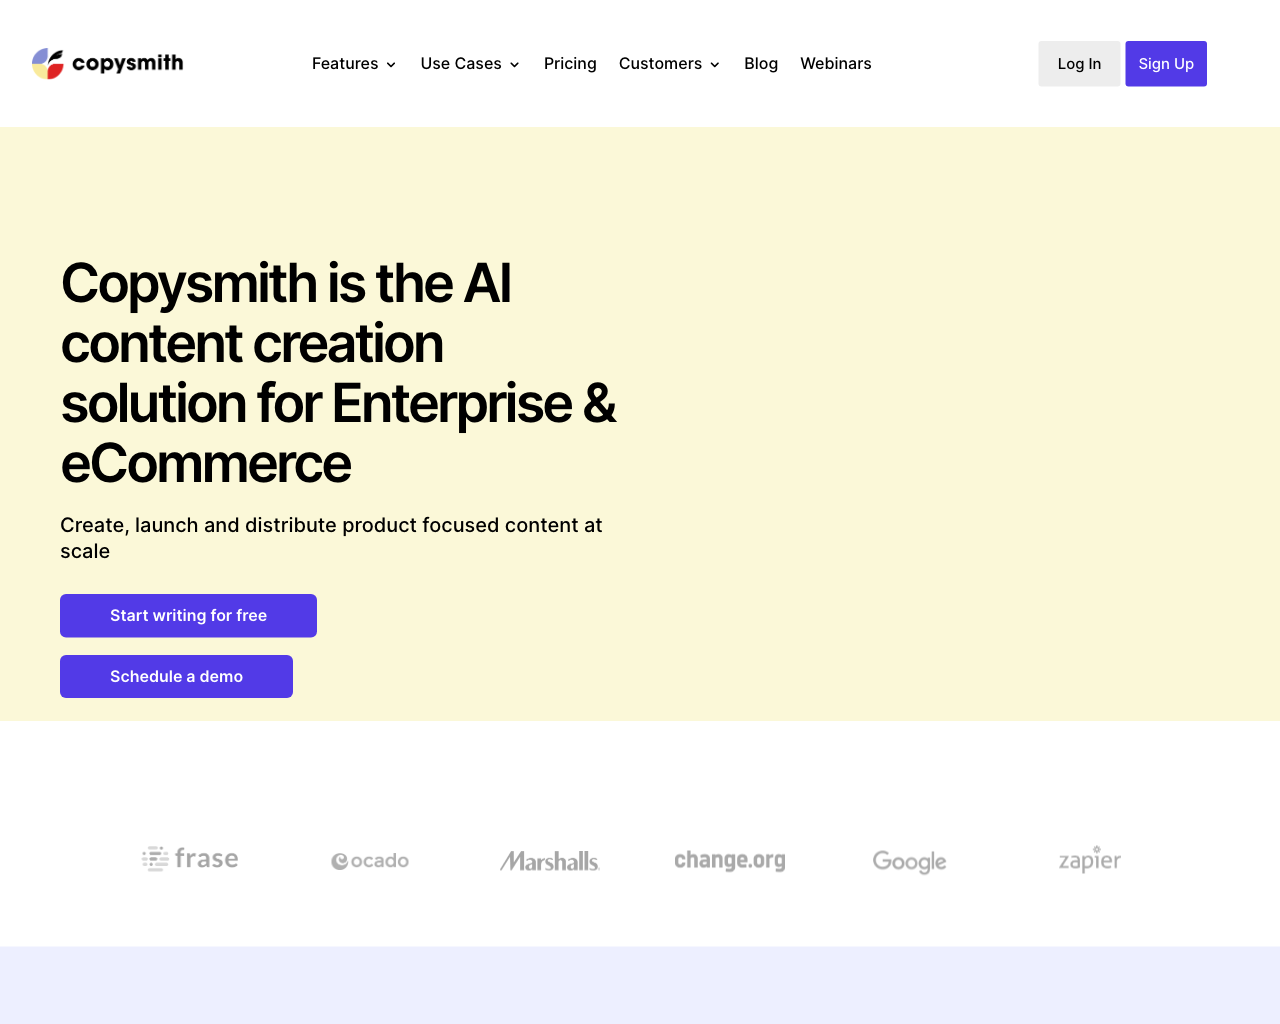 copysmith
Features
Use Cases
Pricing
Customers
Blog
Webinars
Log In
Sign Up
Copysmith is the AI
content creation
solution for Enterprise &
eCommerce
Create, launch and distribute product focused content at
scale
Start writing for free
Schedule a demo
frase
ocado
Marshalls
change.org
Google
zapier